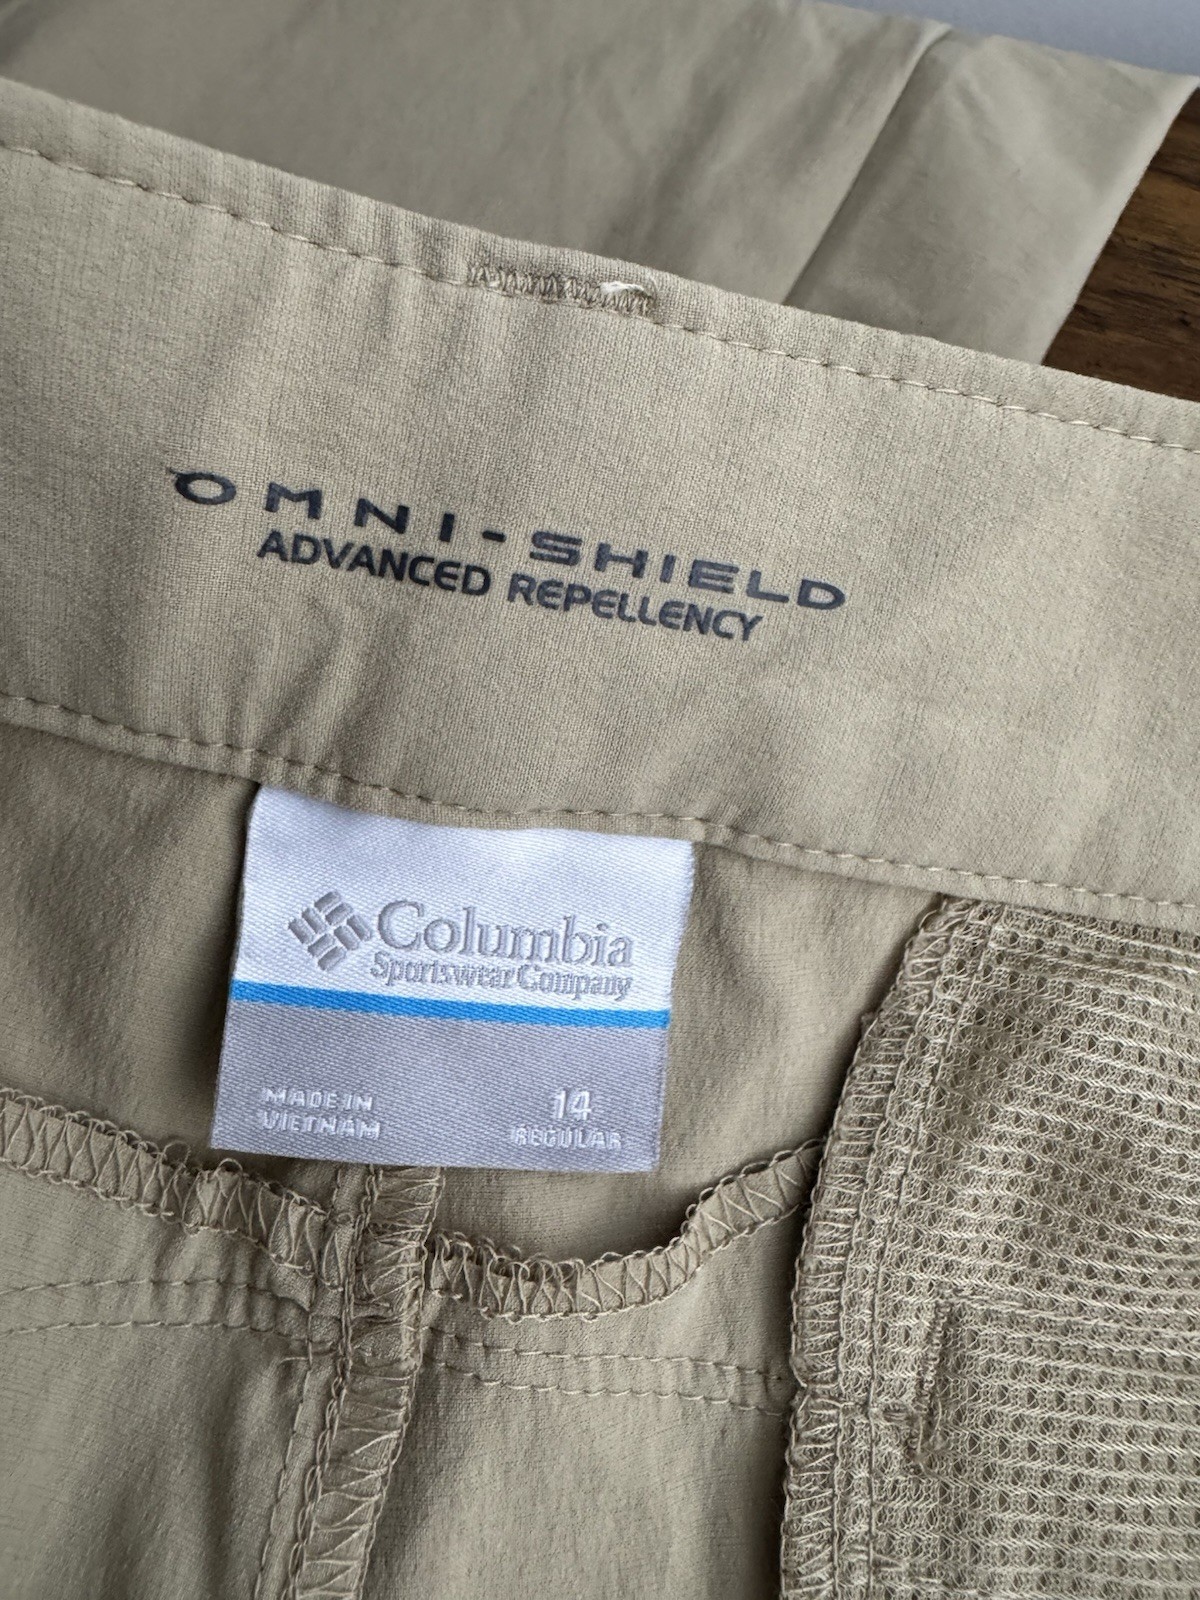 OMNI-SHIELD
ADVANCED REPELLENCY
Columbia
Sportswear Company
MADE IN
VIETNAM
14
REGULAR